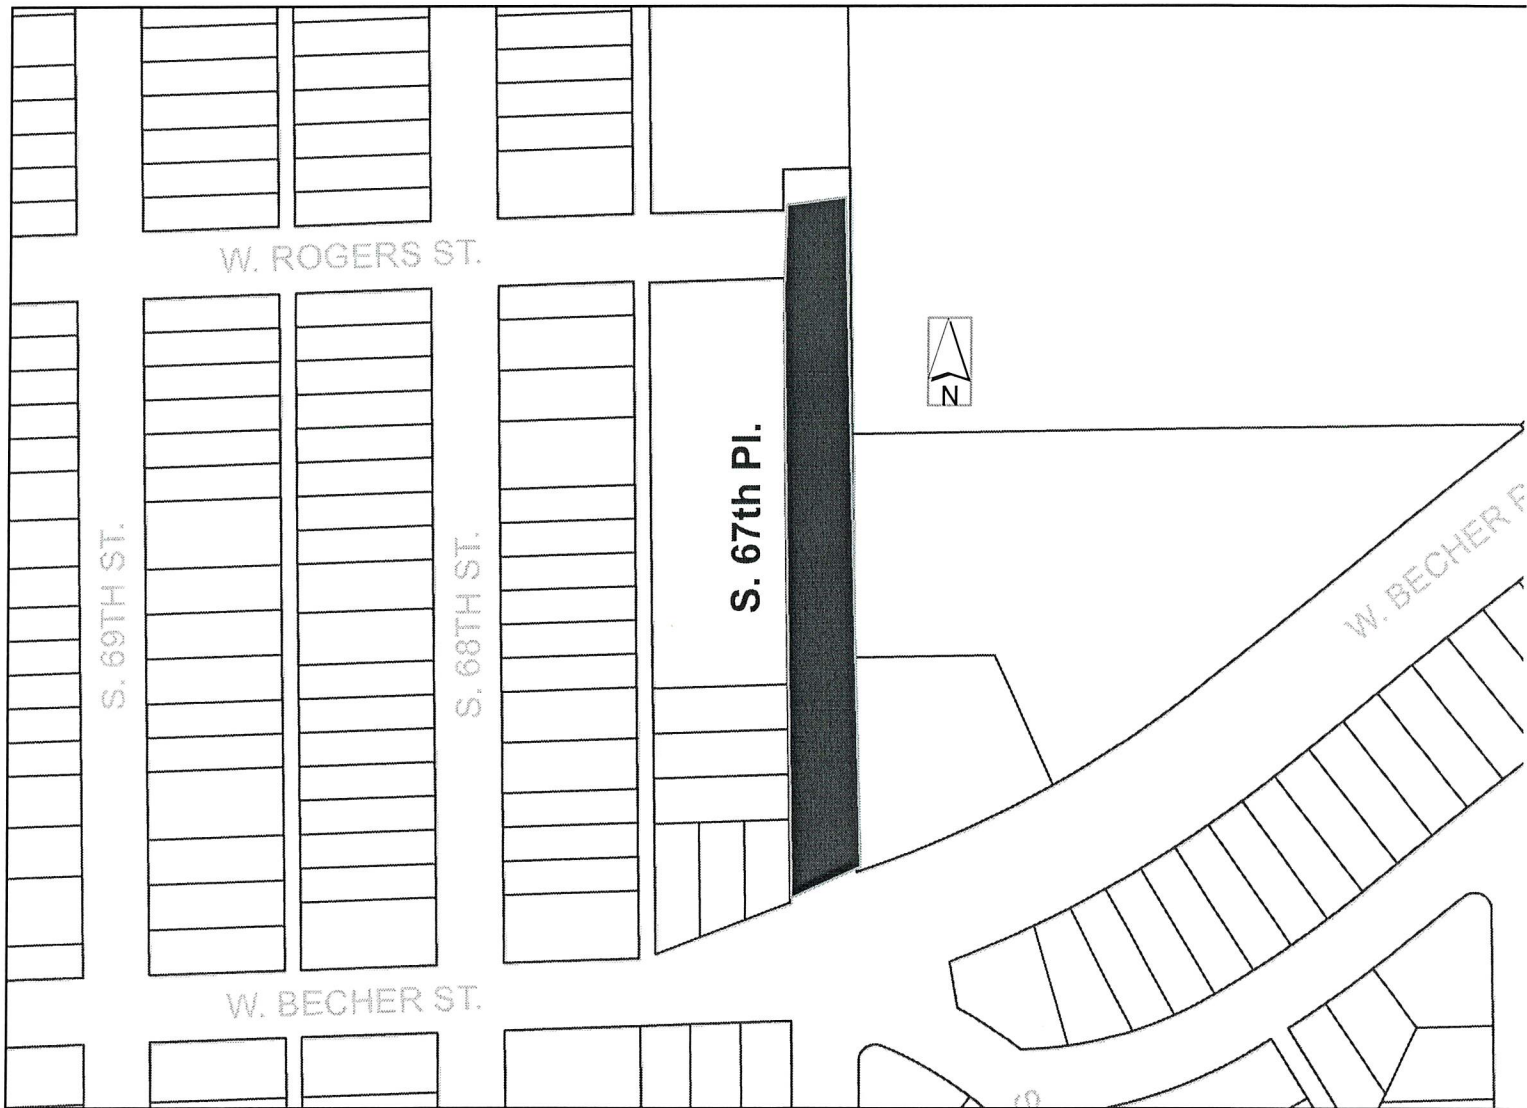 W. ROGERS ST.
N
S. 67th Pl.
S. 69TH ST.
S. 68TH ST.
W. BECHER
W. BECHER ST.